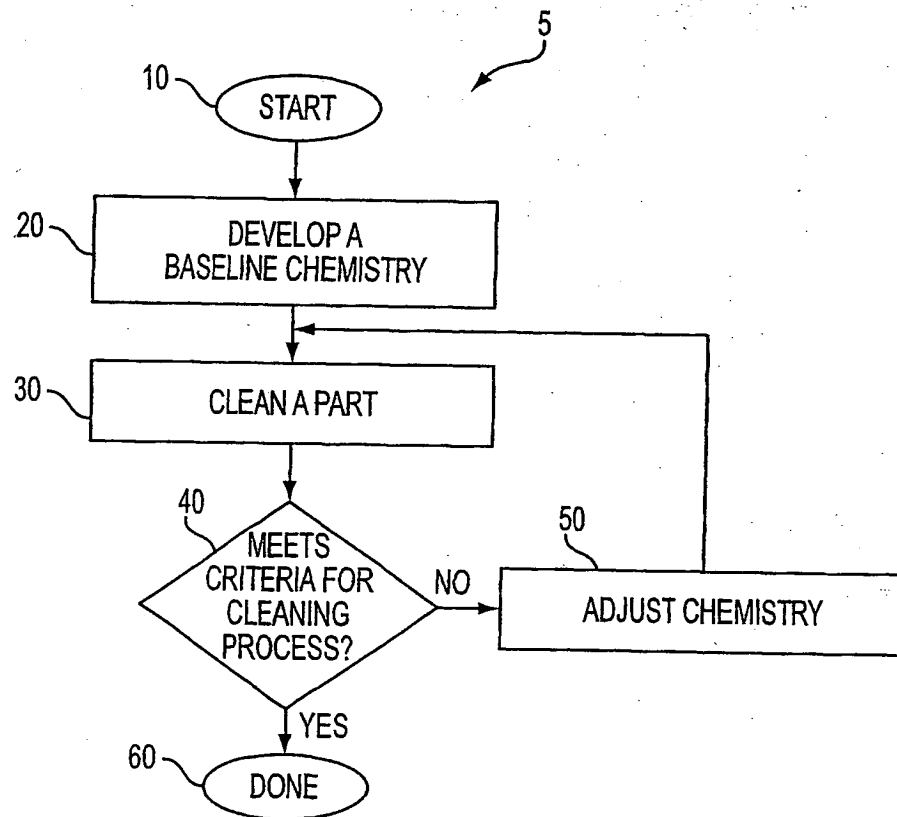 5
10
START
20
DEVELOP A
BASELINE CHEMISTRY
30
CLEAN A PART
40
MEETS
CRITERIA FOR
CLEANING
PROCESS?
NO
50
ADJUST CHEMISTRY
YES
60
DONE